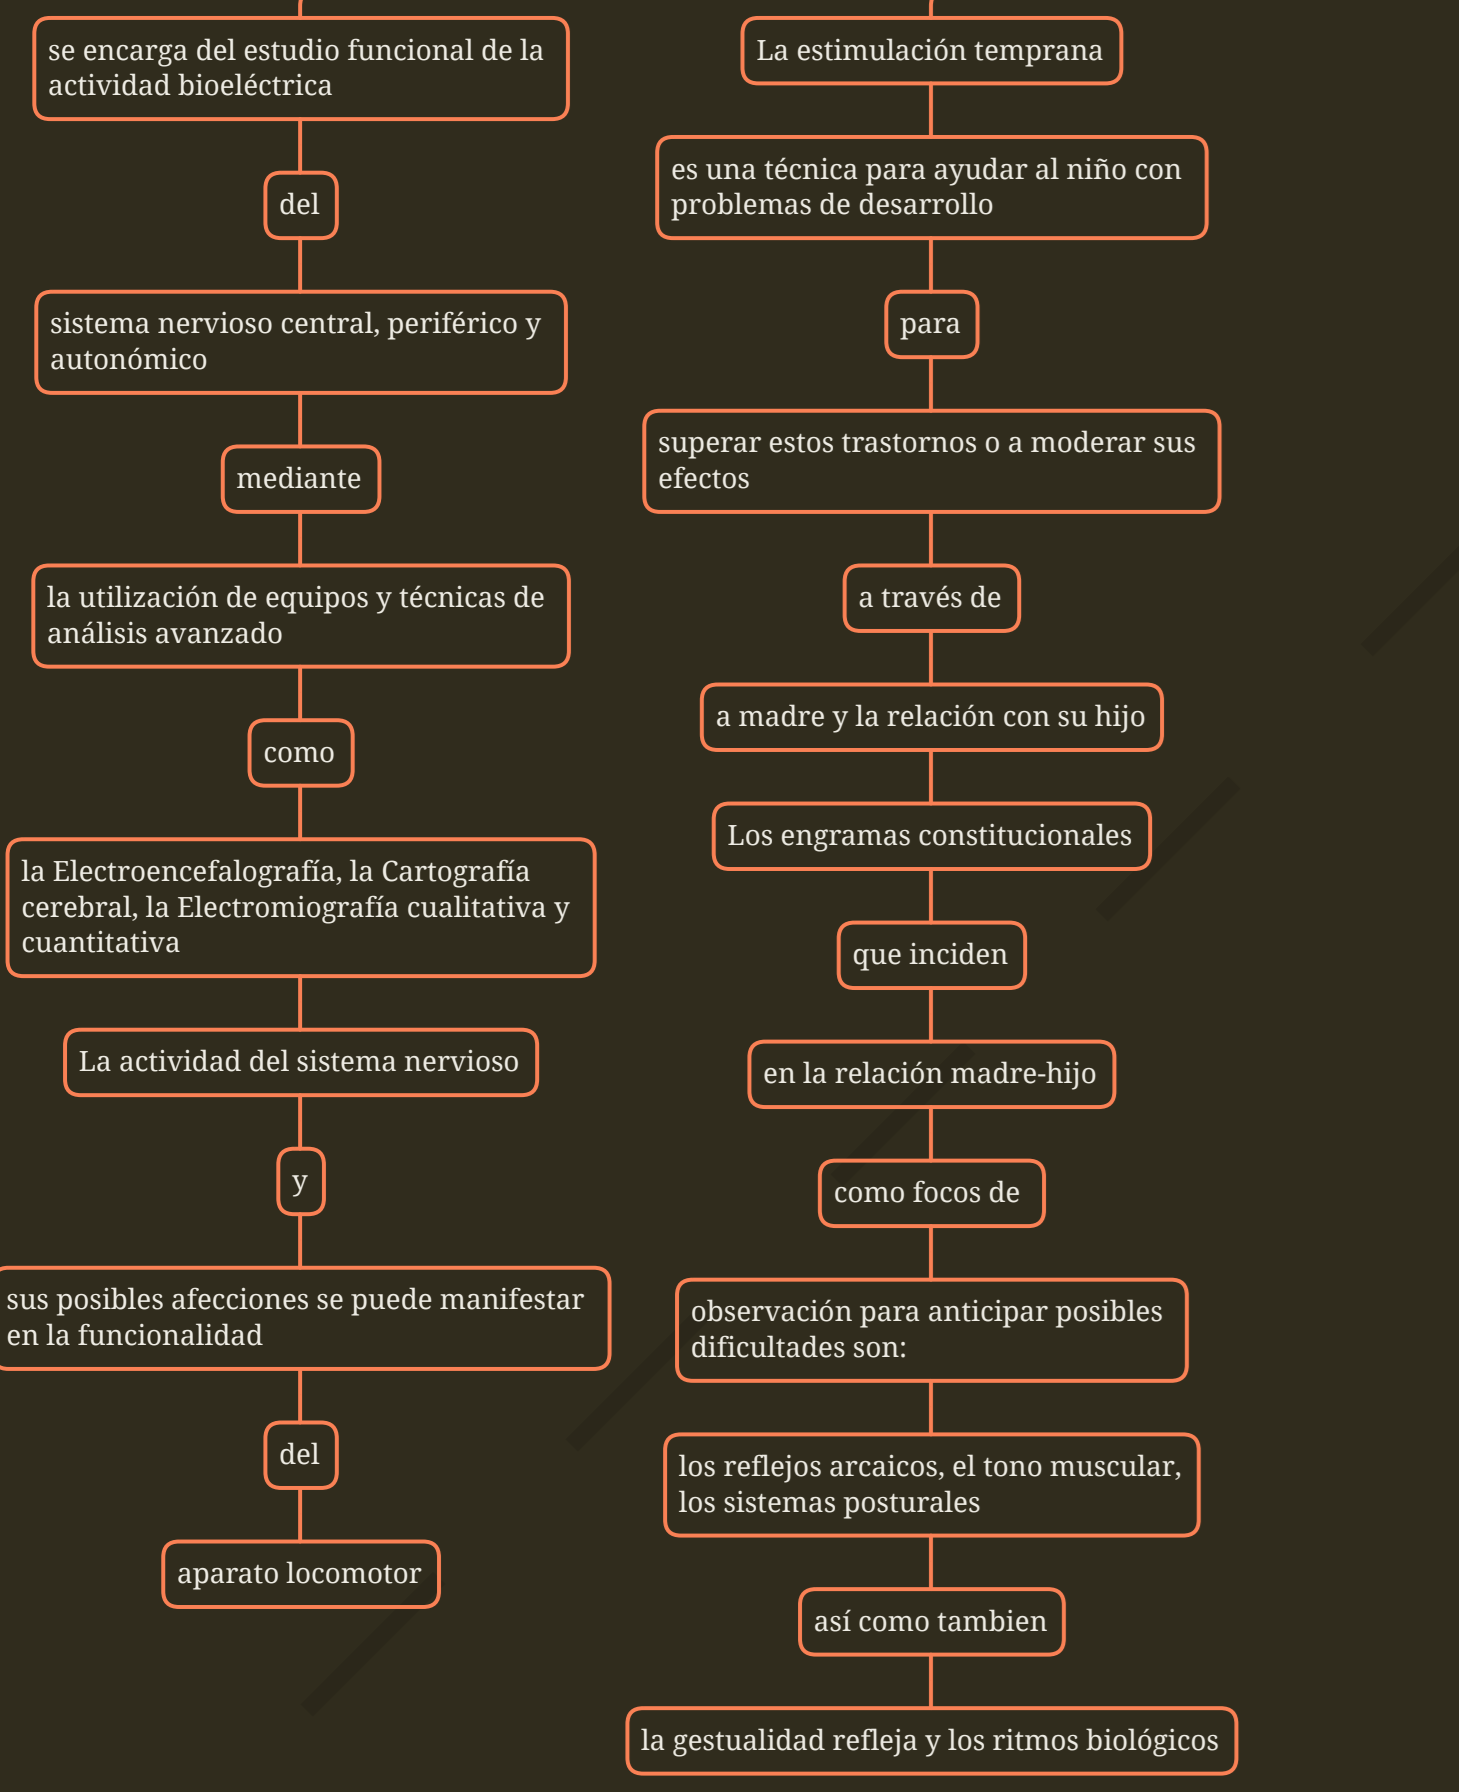 se encarga del estudio funcional de la
actividad bioeléctrica
del
sistema nervioso central, periférico y
autonómico
mediante
la utilización de equipos y técnicas de
análisis avanzado
como
la Electroencefalografía, la Cartografía
cerebral, la Electromiografía cualitativa y
cuantitativa
La actividad del sistema nervioso
y
sus posibles afecciones se puede manifestar
en la funcionalidad
del
aparato locomotor
La estimulación temprana
es una técnica para ayudar al niño con
problemas de desarrollo
para
superar estos trastornos o a moderar sus
efectos
a través de
a madre y la relación con su hijo
Los engramas constitucionales
que inciden
en la relación madre-hijo
como focos de
observación para anticipar posibles
dificultades son:
los reflejos arcaicos, el tono muscular,
los sistemas posturales
así como tambien
la gestualidad refleja y los ritmos biológicos